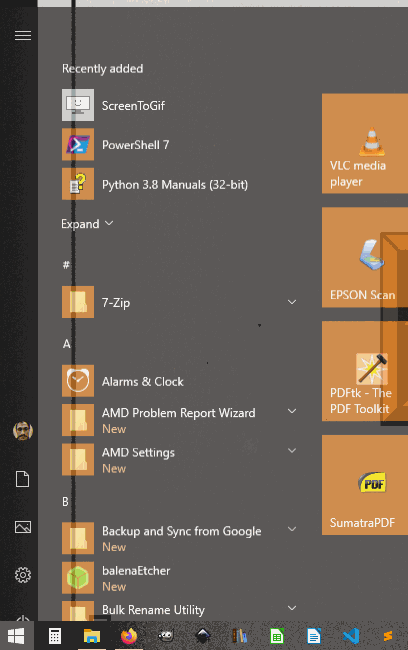 Recently added
ScreenToGif
PowerShell 7
Python 3.8 Manuals (32-bit)
Expand
#
7-Zip
A
Alarms & Clock
AMD Problem Report Wizard
New
AMD Settings
New
B
Backup and Sync from Google
New
balenaEtcher
New
Bulk Rename Utility
VLC media
player
EPSON Scan
PDFtk - The
PDF Toolkit
PDF
SumatraPDF